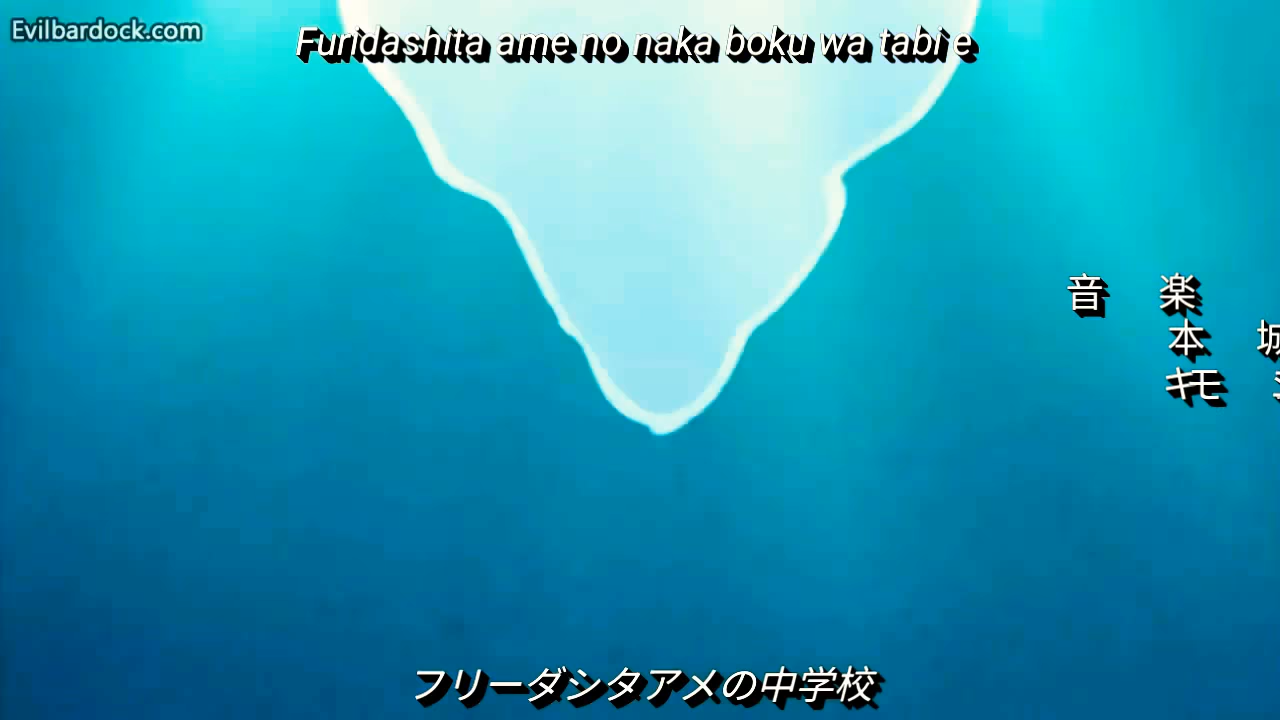 Evilbardock.com
Furidashita ame no naka boku wa tabi e
音 楽
本 城
キモ
フリーダシタアメの中学校